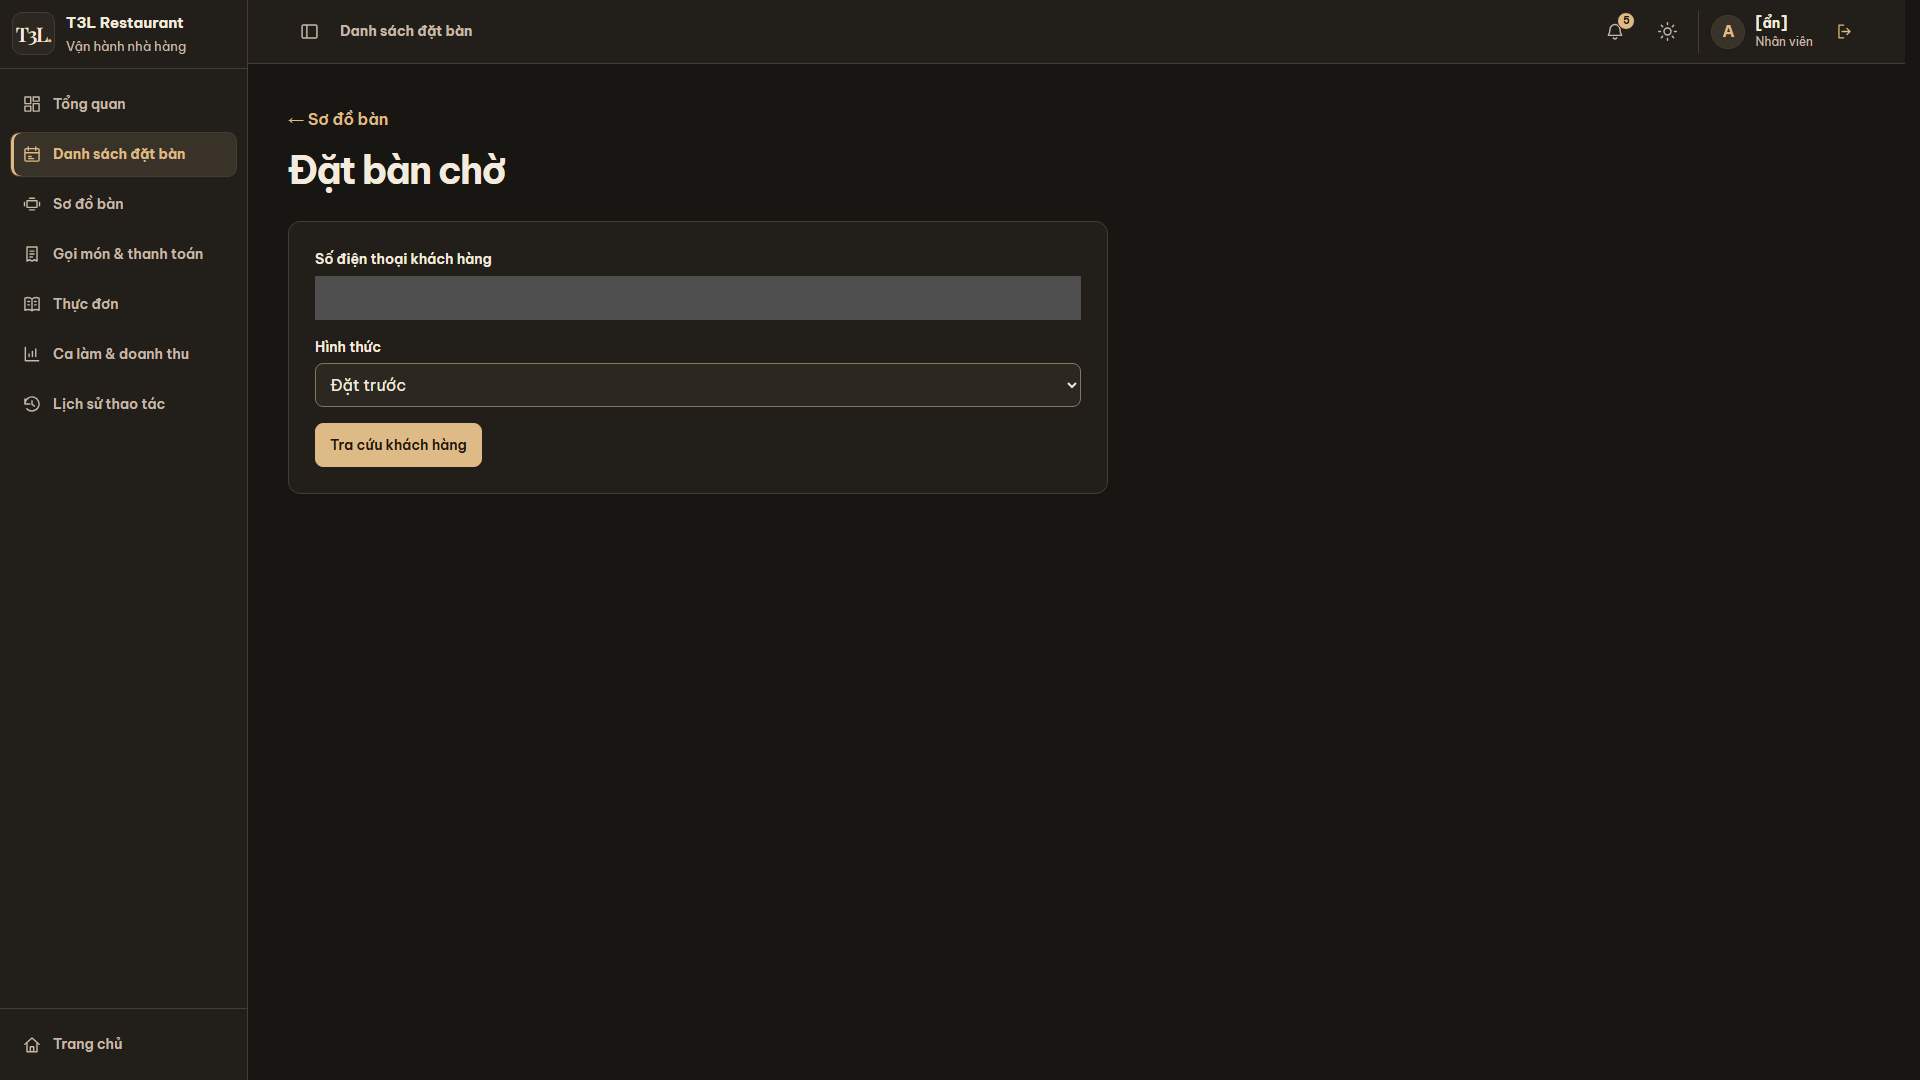 T3L.
T3L Restaurant
Vận hành nhà hàng
Tổng quan
Danh sách đặt bàn
Sơ đồ bàn
Gọi món & thanh toán
Thực đơn
Ca làm & doanh thu
Lịch sử thao tác
Trang chủ
Danh sách đặt bàn
5
A
[ẩn]
Nhân viên
← Sơ đồ bàn
Đặt bàn chờ
Số điện thoại khách hàng
Hình thức
Đặt trước
Tra cứu khách hàng